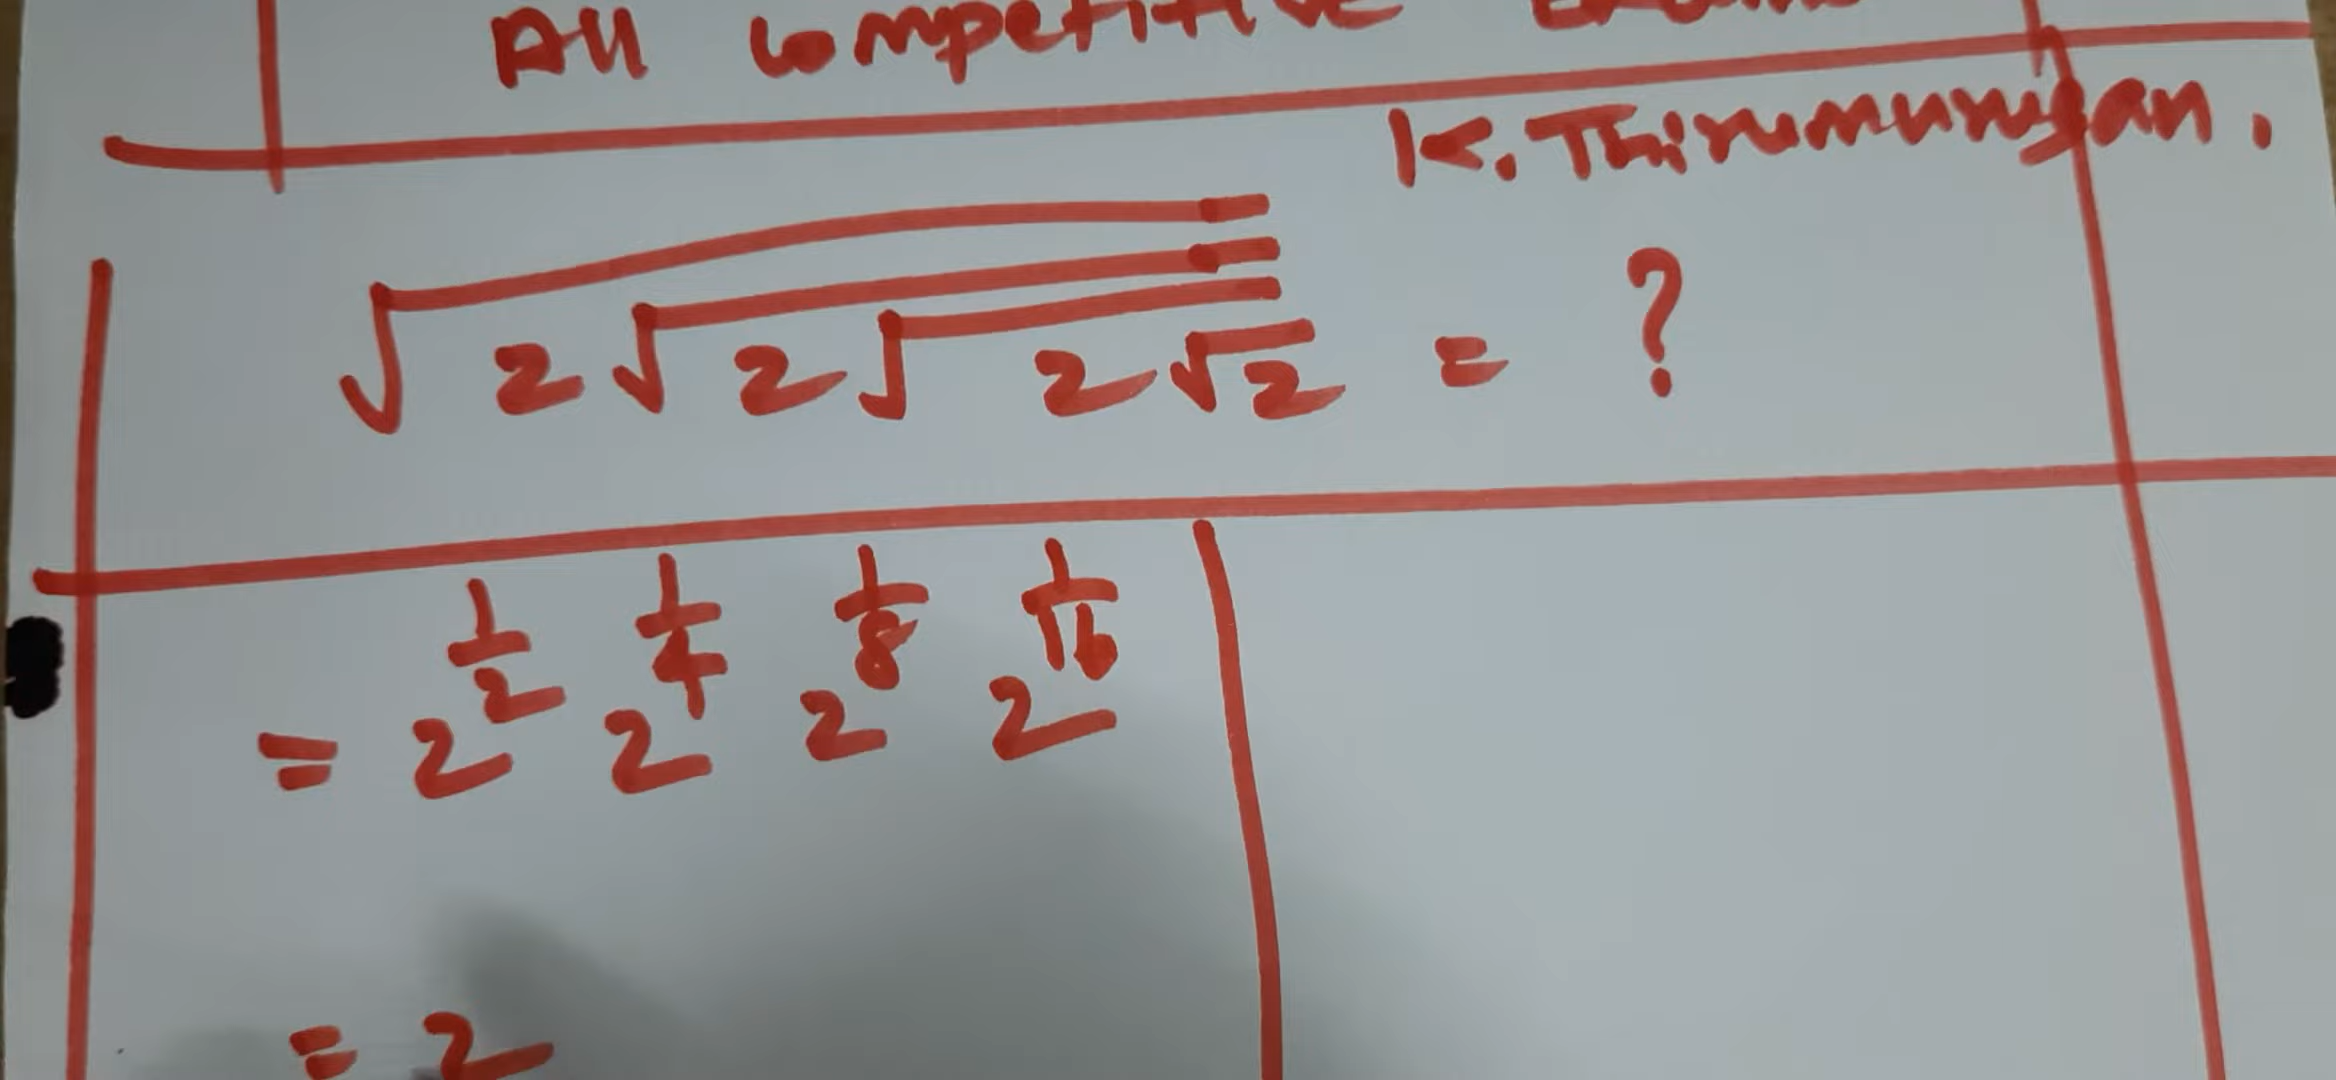 All competitive Exams
K. Thirumurugan.
√2√2√2√2 = ?
= 2^1/2 2^1/4 2^1/8 2^1/16
= 2